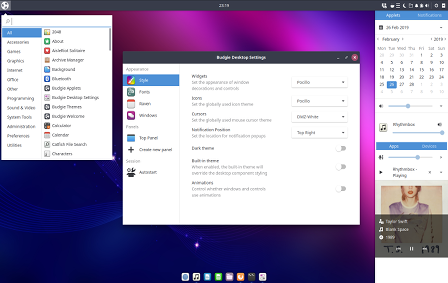 23:19
All
Accessories
Games
Graphics
Internet
Office
Other
Programming
Sound & Video
System Tools
Administration
Preferences
Utilities
2048
About
AisleRiot Solitaire
Archive Manager
Background
Bluetooth
Budgie Applets
Budgie Desktop Settings
Budgie Themes
Budgie Welcome
Calculator
Calendar
Catfish File Search
Characters
Budgie Desktop Settings
Appearance
Style
Fonts
Dawn
Windows
Panels
Top Panel
Create new panel
Session
Autostart
Widgets
Set the appearance of window
decorations and controls
Pocillo
Icons
Set the globally used icon theme
Pocillo
Cursors
Set the globally used mouse cursor theme
DMZ-White
Notification Position
Set the location for notification popups
Top Right
Dark theme
Built-in theme
When enabled, the built-in theme will
override the desktop component styling
Animations
Control whether windows and controls
use animations
Applets
Notifications
26 Feb 2019
February
2019
Rhythmbox
Apps
Devices
Rhythmbox -
Playing
Taylor Swift
Blank Space
1989